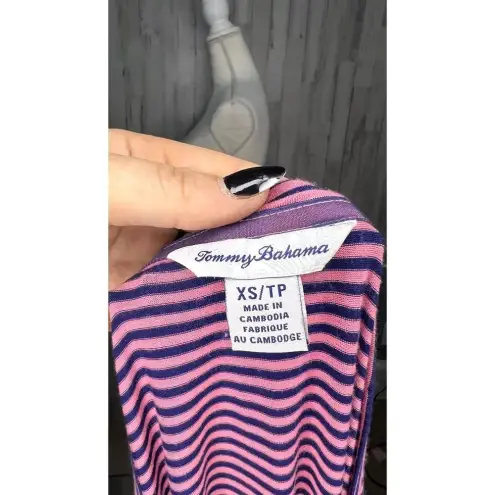 Tommy Bahama
XS/TP
MADE IN
CAMBODIA
FABRIQUE
AU CAMBODGE